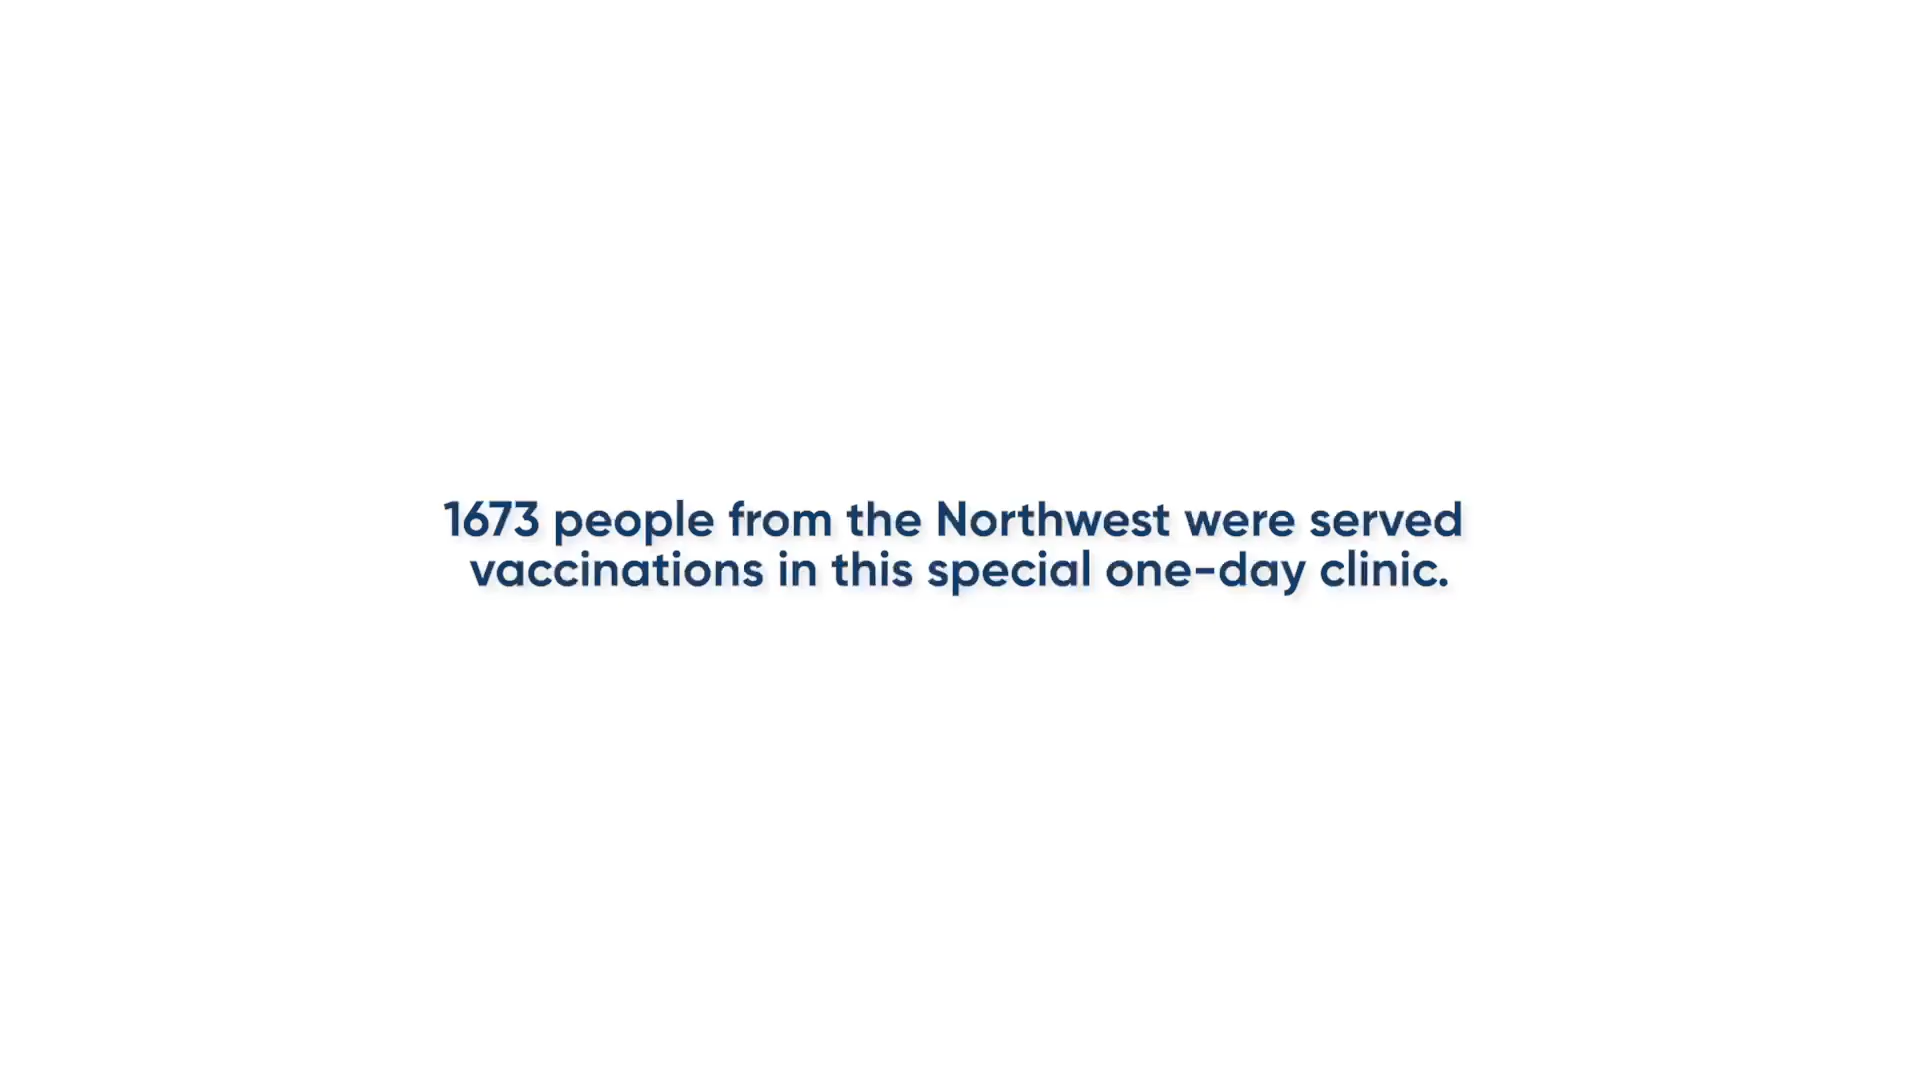 1673 people from the Northwest were served
vaccinations in this special one-day clinic.